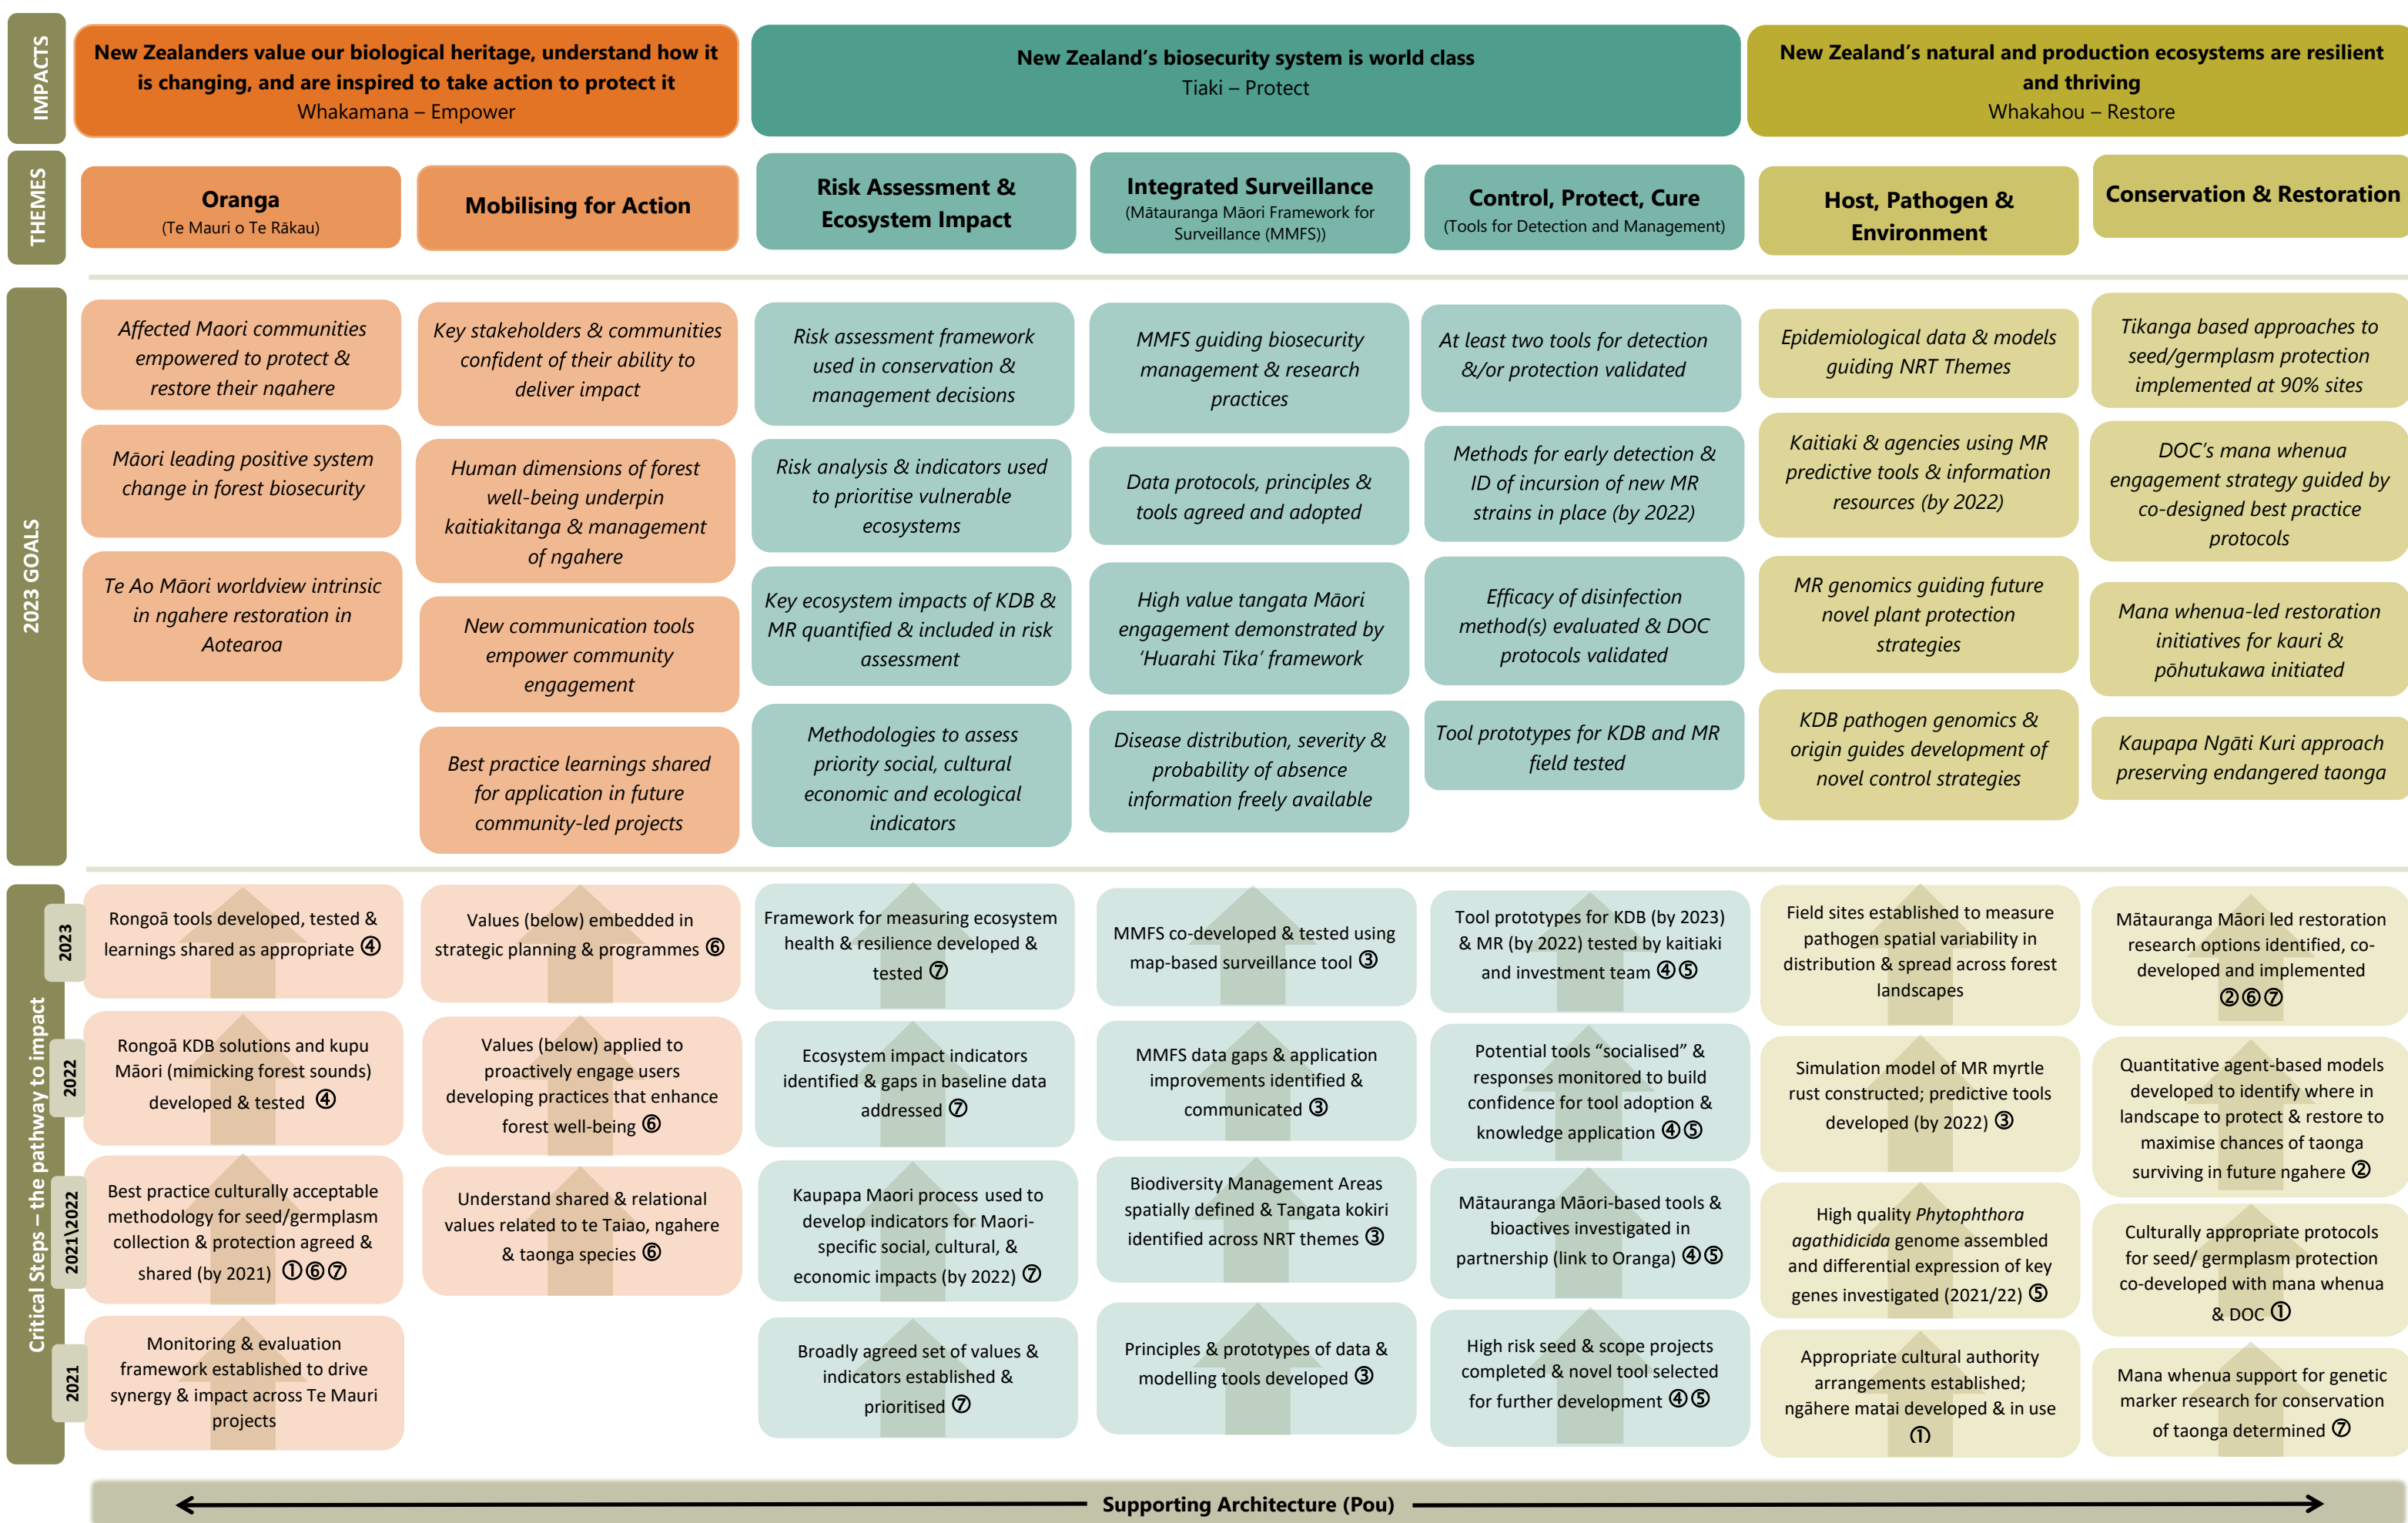 IMPACTS
New Zealanders value our biological heritage, understand how it
is changing, and are inspired to take action to protect it
Whakamana – Empower
New Zealand's biosecurity system is world class
Tiaki – Protect
New Zealand's natural and production ecosystems are resilient
and thriving
Whakahou – Restore
THEMES
Oranga
(Te Mauri o Te Rākau)
Mobilising for Action
Risk Assessment &
Ecosystem Impact
Integrated Surveillance
(Mātauranga Māori Framework for
Surveillance (MMFS))
Control, Protect, Cure
(Tools for Detection and Management)
Host, Pathogen &
Environment
Conservation & Restoration
2023 GOALS
Affected Maori communities
empowered to protect &
restore their ngahere
Māori leading positive system
change in forest biosecurity
Te Ao Māori worldview intrinsic
in ngahere restoration in
Aotearoa
Key stakeholders & communities
confident of their ability to
deliver impact
Human dimensions of forest
well-being underpin
kaitiakitanga & management
of ngahere
New communication tools
empower community
engagement
Best practice learnings shared
for application in future
community-led projects
Risk assessment framework
used in conservation &
management decisions
Risk analysis & indicators used
to prioritise vulnerable
ecosystems
Key ecosystem impacts of KDB &
MR quantified & included in risk
assessment
Methodologies to assess
priority social, cultural
economic and ecological
indicators
MMFS guiding biosecurity
management & research
practices
Data protocols, principles &
tools agreed and adopted
High value tangata Māori
engagement demonstrated by
'Huarahi Tika' framework
Disease distribution, severity &
probability of absence
information freely available
At least two tools for detection
&/or protection validated
Methods for early detection &
ID of incursion of new MR
strains in place (by 2022)
Efficacy of disinfection
method(s) evaluated & DOC
protocols validated
Tool prototypes for KDB and MR
field tested
Epidemiological data & models
guiding NRT Themes
Kaitiaki & agencies using MR
predictive tools & information
resources (by 2022)
MR genomics guiding future
novel plant protection
strategies
KDB pathogen genomics &
origin guides development of
novel control strategies
Tikanga based approaches to
seed/germplasm protection
implemented at 90% sites
DOC's mana whenua
engagement strategy guided by
co-designed best practice
protocols
Mana whenua-led restoration
initiatives for kauri &
pōhutukawa initiated
Kaupapa Ngāti Kuri approach
preserving endangered taonga
Critical Steps – the pathway to impact
2023
2022
2021\2022
2021
Rongoā tools developed, tested &
learnings shared as appropriate ④
Rongoā KDB solutions and kupu
Māori (mimicking forest sounds)
developed & tested ④
Best practice culturally acceptable
methodology for seed/germplasm
collection & protection agreed &
shared (by 2021) ①⑥⑦
Monitoring & evaluation
framework established to drive
synergy & impact across Te Mauri
projects
Values (below) embedded in
strategic planning & programmes ⑥
Values (below) applied to
proactively engage users
developing practices that enhance
forest well-being ⑥
Understand shared & relational
values related to te Taiao, ngahere
& taonga species ⑥
Framework for measuring ecosystem
health & resilience developed &
tested ⑦
Ecosystem impact indicators
identified & gaps in baseline data
addressed ⑦
Kaupapa Maori process used to
develop indicators for Maori-
specific social, cultural, &
economic impacts (by 2022) ⑦
Broadly agreed set of values &
indicators established &
prioritised ⑦
MMFS co-developed & tested using
map-based surveillance tool ③
MMFS data gaps & application
improvements identified &
communicated ③
Biodiversity Management Areas
spatially defined & Tangata kokiri
identified across NRT themes ③
Principles & prototypes of data &
modelling tools developed ③
Tool prototypes for KDB (by 2023)
& MR (by 2022) tested by kaitiaki
and investment team ④⑤
Potential tools “socialised” &
responses monitored to build
confidence for tool adoption &
knowledge application ④⑤
Mātauranga Māori-based tools &
bioactives investigated in
partnership (link to Oranga) ④⑤
High risk seed & scope projects
completed & novel tool selected
for further development ④⑤
Field sites established to measure
pathogen spatial variability in
distribution & spread across forest
landscapes
Simulation model of MR myrtle
rust constructed; predictive tools
developed (by 2022) ③
High quality Phytophthora
agathidicida genome assembled
and differential expression of key
genes investigated (2021/22) ⑤
Appropriate cultural authority
arrangements established;
ngāhere matai developed & in use
①
Mātauranga Māori led restoration
research options identified, co-
developed and implemented
②⑥⑦
Quantitative agent-based models
developed to identify where in
landscape to protect & restore to
maximise chances of taonga
surviving in future ngahere ②
Culturally appropriate protocols
for seed/ germplasm protection
co-developed with mana whenua
& DOC ①
Mana whenua support for genetic
marker research for conservation
of taonga determined ⑦
Supporting Architecture (Pou)